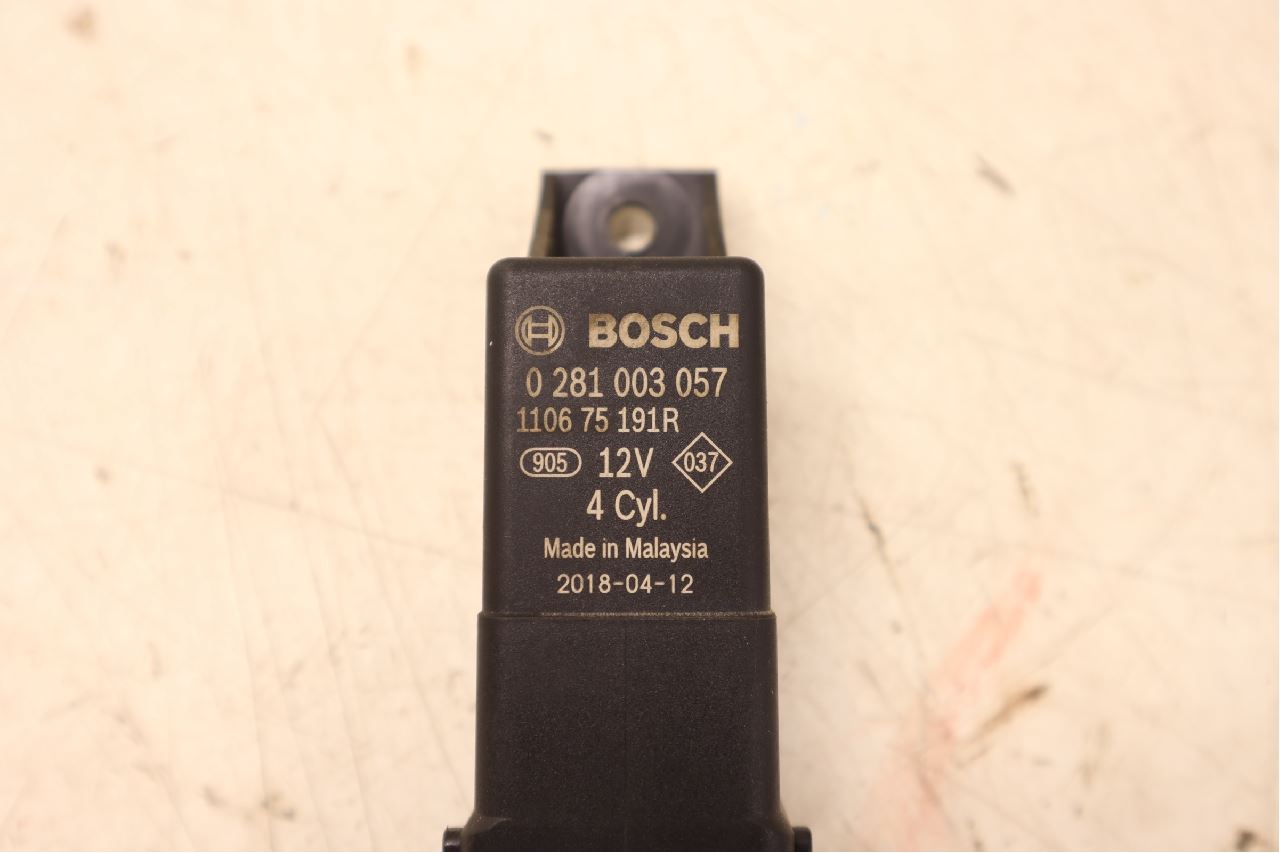 BOSCH
0 281 003 057
1106 75 191R
905 12V 037
4 Cyl.
Made in Malaysia
2018-04-12